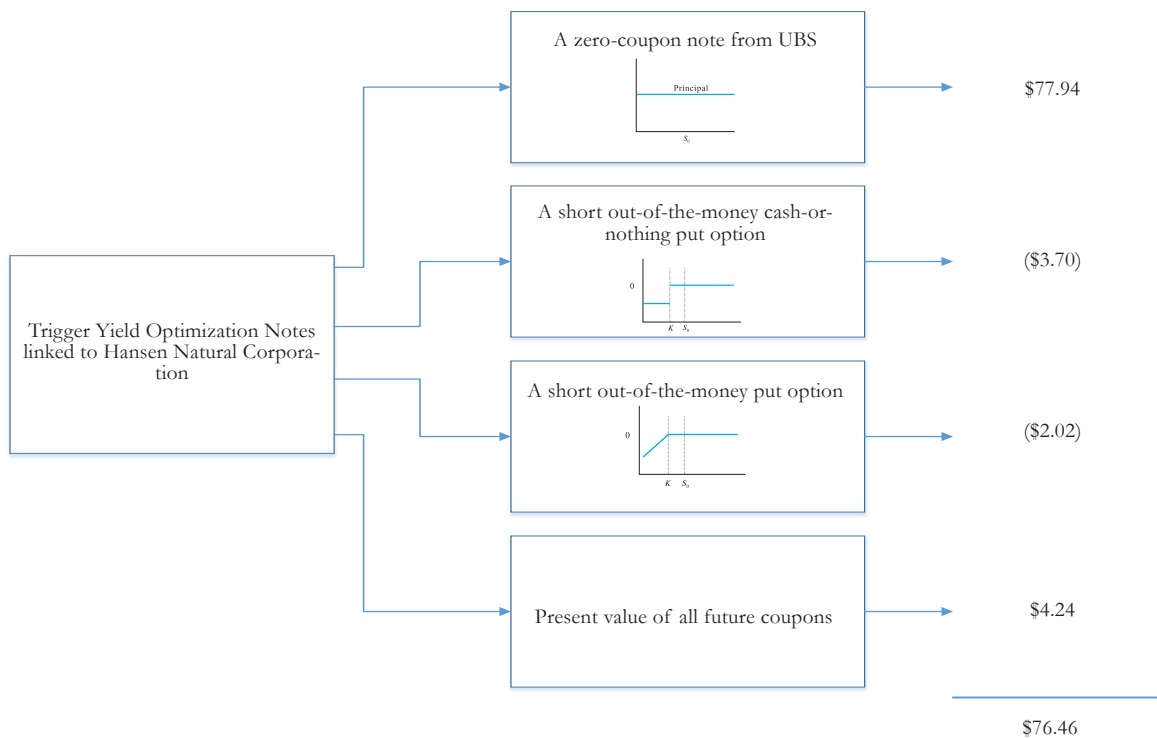 A zero-coupon note from UBS
Principal
S₀
$77.94
A short out-of-the-money cash-or-
nothing put option
0
K
S₀
($3.70)
Trigger Yield Optimization Notes
linked to Hansen Natural Corpora-
tion
A short out-of-the-money put option
0
K
S₀
($2.02)
Present value of all future coupons
$4.24
$76.46